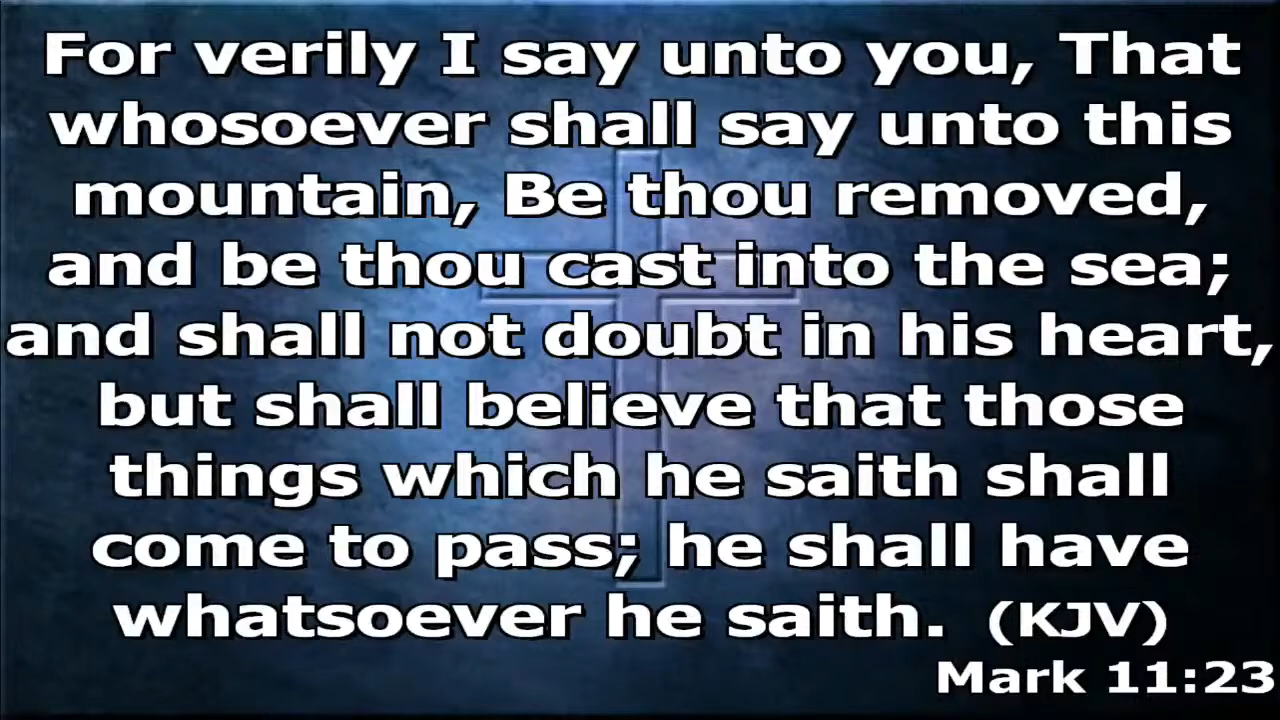 For verily I say unto you, That
whosoever shall say unto this
mountain, Be thou removed,
and be thou cast into the sea;
and shall not doubt in his heart,
but shall believe that those
things which he saith shall
come to pass; he shall have
whatsoever he saith. (KJV)
Mark 11:23